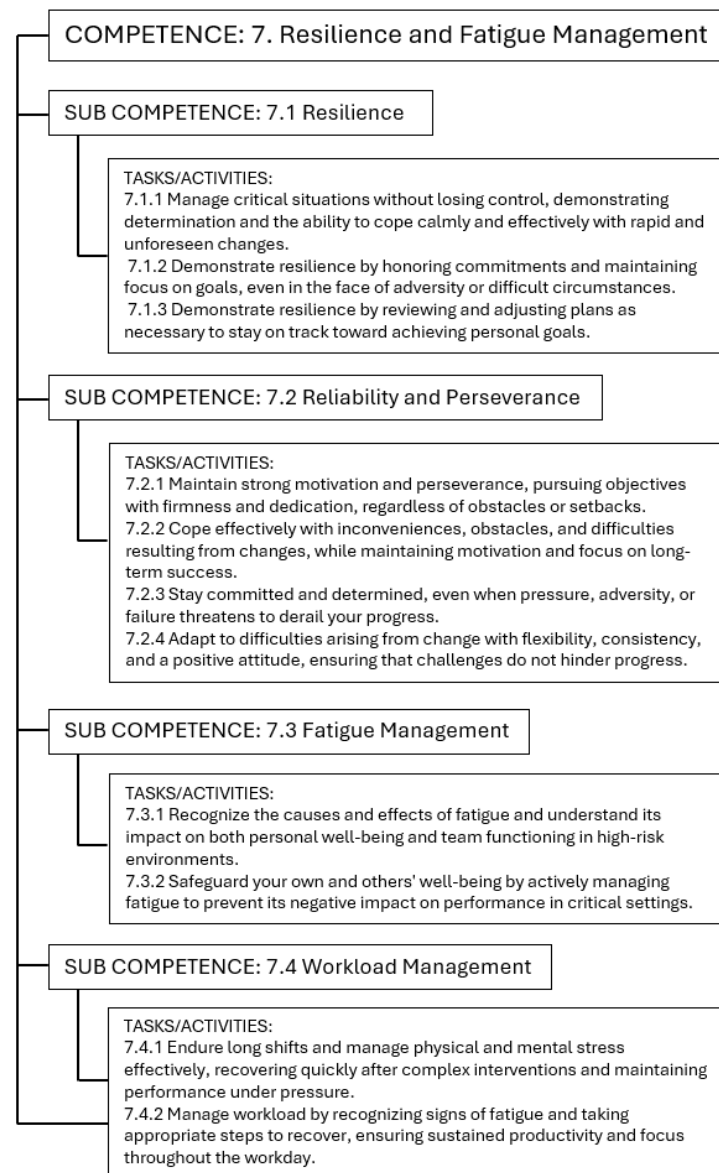 COMPETENCE: 7. Resilience and Fatigue Management
SUB COMPETENCE: 7.1 Resilience
TASKS/ACTIVITIES:
7.1.1 Manage critical situations without losing control, demonstrating
determination and the ability to cope calmly and effectively with rapid and
unforeseen changes.
7.1.2 Demonstrate resilience by honoring commitments and maintaining
focus on goals, even in the face of adversity or difficult circumstances.
7.1.3 Demonstrate resilience by reviewing and adjusting plans as
necessary to stay on track toward achieving personal goals.
SUB COMPETENCE: 7.2 Reliability and Perseverance
TASKS/ACTIVITIES:
7.2.1 Maintain strong motivation and perseverance, pursuing objectives
with firmness and dedication, regardless of obstacles or setbacks.
7.2.2 Cope effectively with inconveniences, obstacles, and difficulties
resulting from changes, while maintaining motivation and focus on long-
term success.
7.2.3 Stay committed and determined, even when pressure, adversity, or
failure threatens to derail your progress.
7.2.4 Adapt to difficulties arising from change with flexibility, consistency,
and a positive attitude, ensuring that challenges do not hinder progress.
SUB COMPETENCE: 7.3 Fatigue Management
TASKS/ACTIVITIES:
7.3.1 Recognize the causes and effects of fatigue and understand its
impact on both personal well-being and team functioning in high-risk
environments.
7.3.2 Safeguard your own and others' well-being by actively managing
fatigue to prevent its negative impact on performance in critical settings.
SUB COMPETENCE: 7.4 Workload Management
TASKS/ACTIVITIES:
7.4.1 Endure long shifts and manage physical and mental stress
effectively, recovering quickly after complex interventions and maintaining
performance under pressure.
7.4.2 Manage workload by recognizing signs of fatigue and taking
appropriate steps to recover, ensuring sustained productivity and focus
throughout the workday.